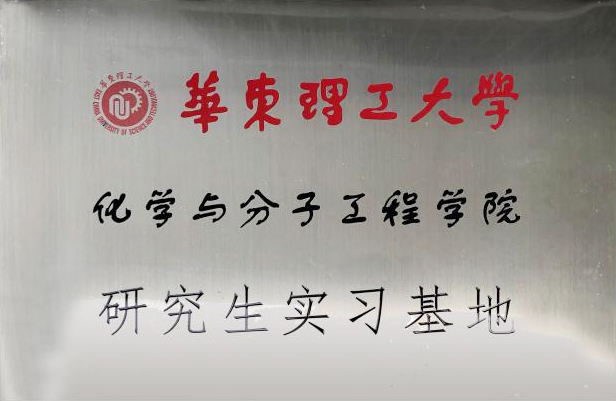 華東理工大學
化学与分子工程学院
研究生实习基地